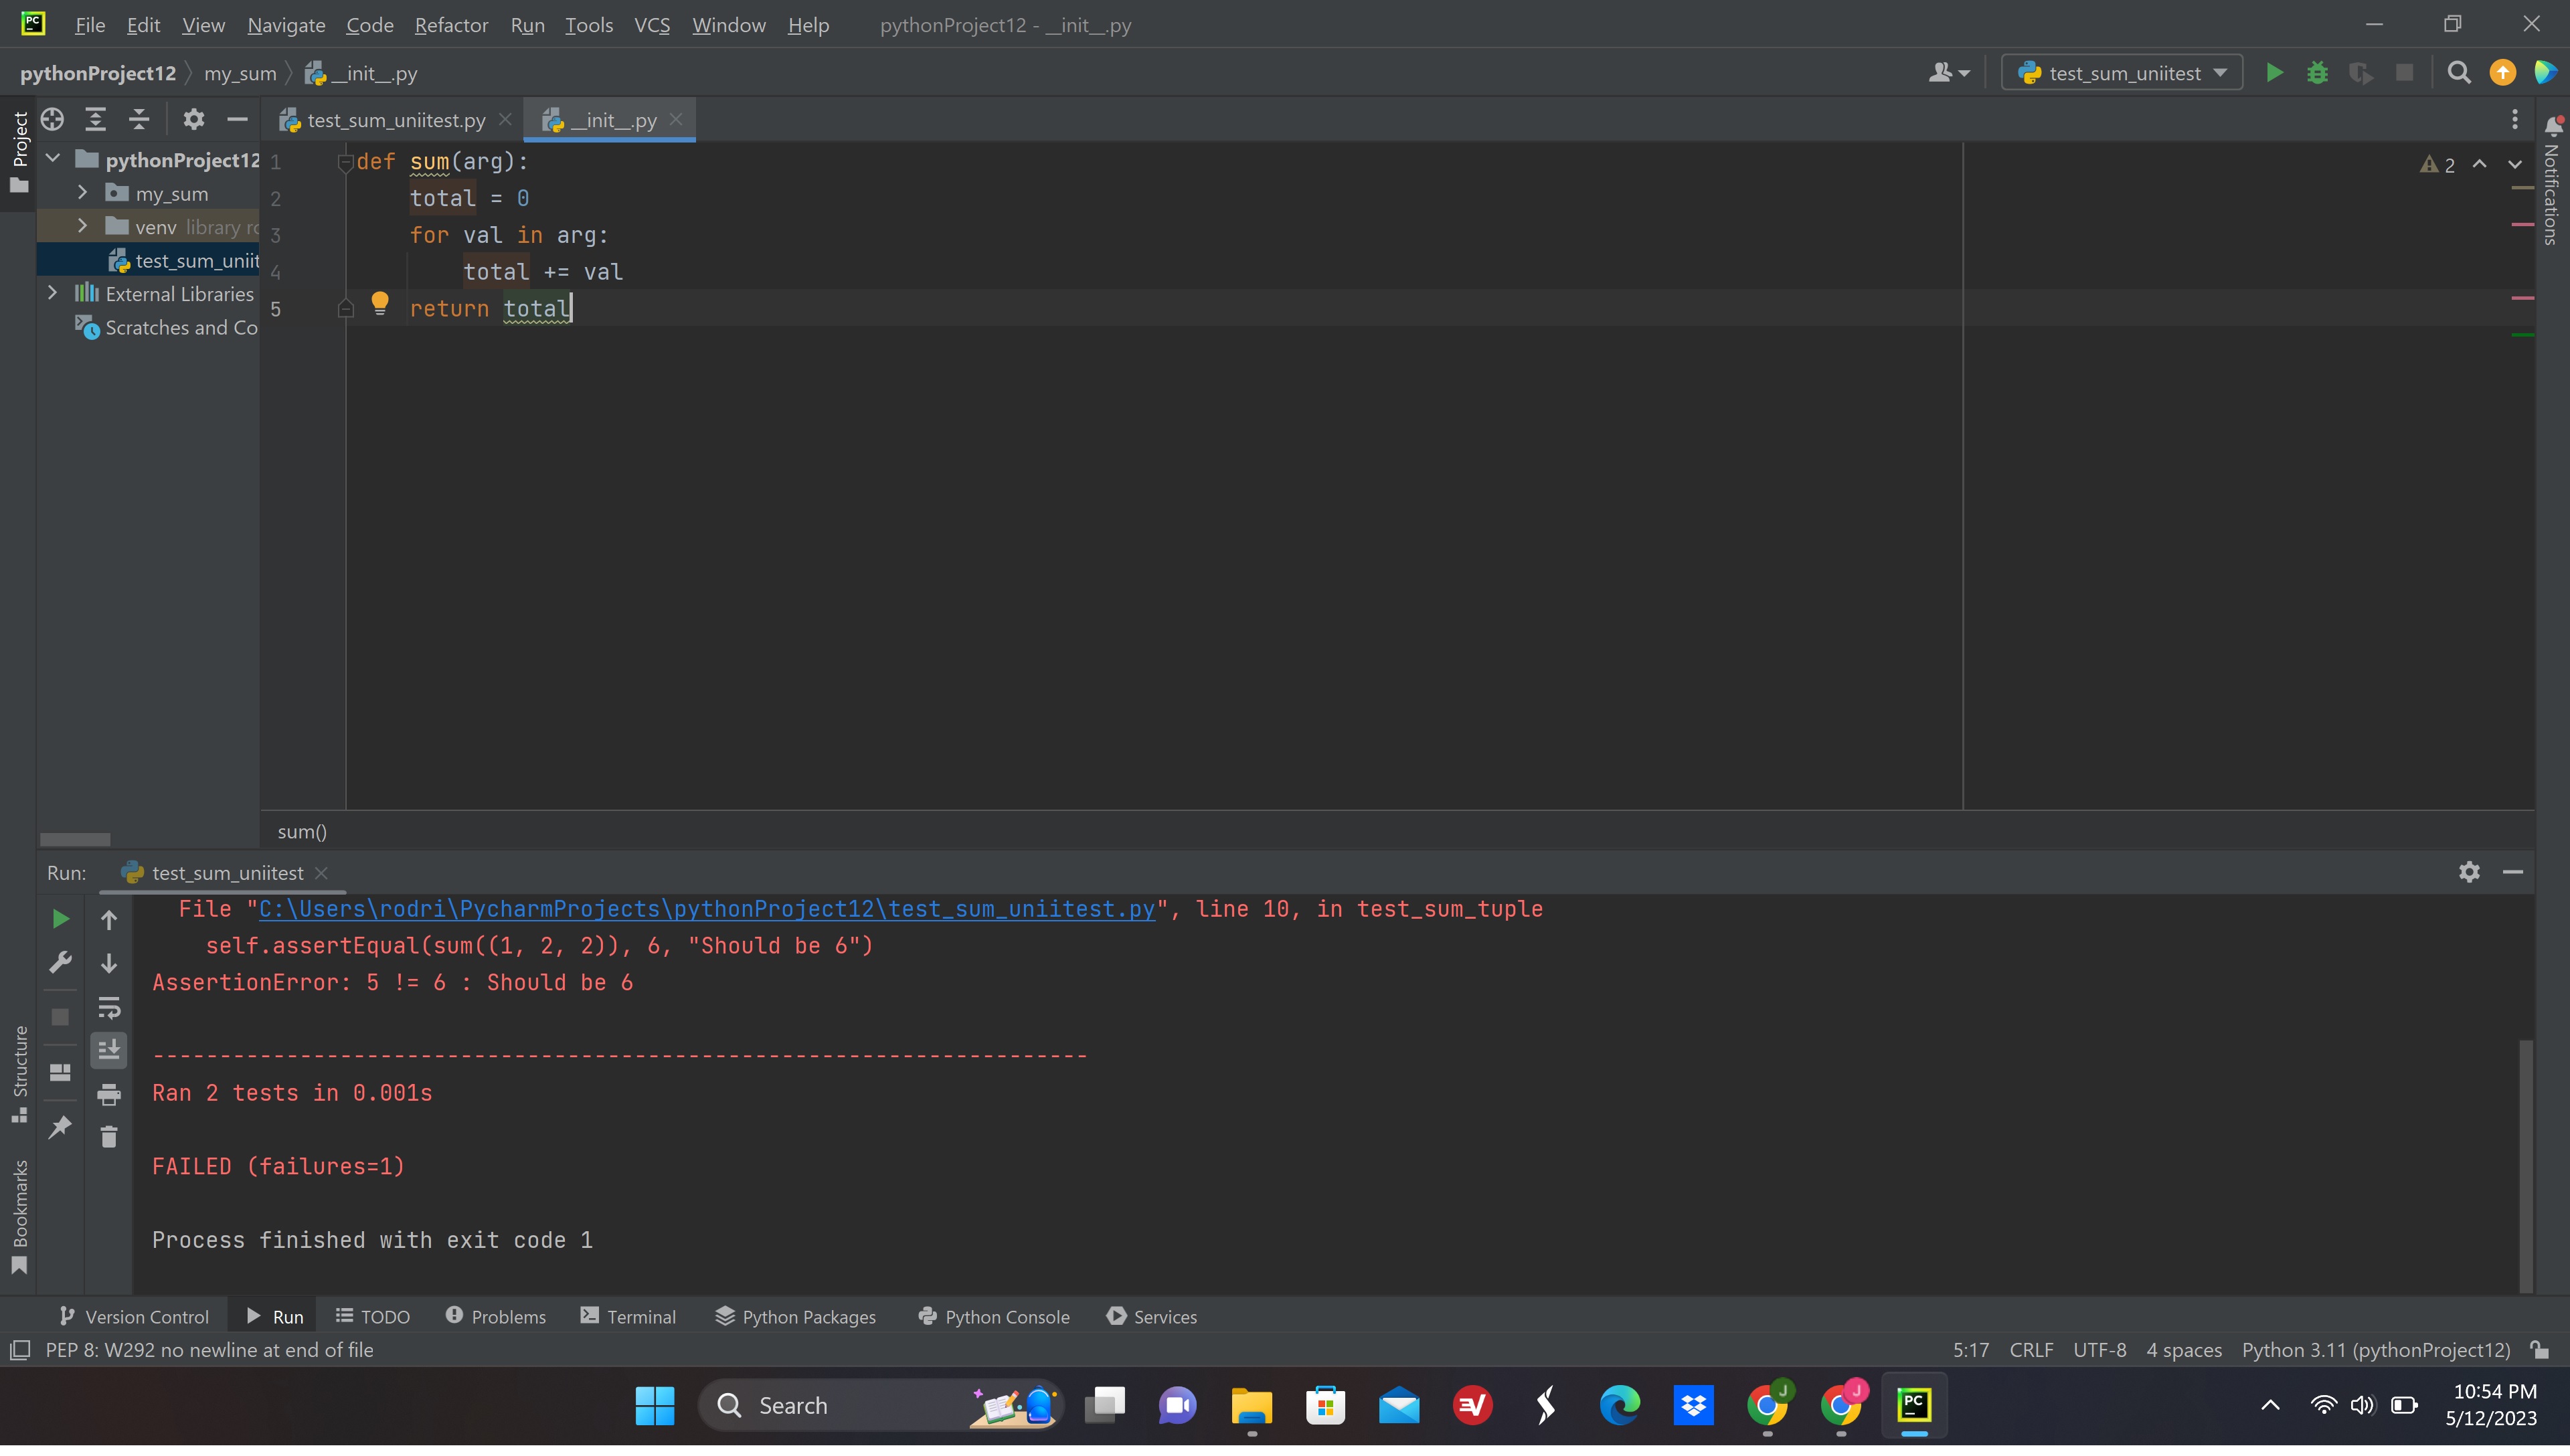 PC File Edit View Navigate Code Refactor Run Tools VCS Window Help pythonProject12 - __init__.py
pythonProject12 my_sum __init__.py test_sum_uniitest
Project
test_sum_uniitest.py __init__.py
Notifications
pythonProject12
my_sum
venv library ro
test_sum_uniit
External Libraries
Scratches and Co
2
1 def sum(arg):
2 total = 0
3 for val in arg:
4 total += val
5 return total
sum()
Run: test_sum_uniitest
File "C:\Users\rodri\PycharmProjects\pythonProject12\test_sum_uniitest.py", line 10, in test_sum_tuple
self.assertEqual(sum((1, 2, 2)), 6, "Should be 6")
AssertionError: 5 != 6 : Should be 6
----------------------------------------------------------------------
Ran 2 tests in 0.001s
FAILED (failures=1)
Process finished with exit code 1
Structure
Bookmarks
Version Control Run TODO Problems Terminal Python Packages Python Console Services
PEP 8: W292 no newline at end of file 5:17 CRLF UTF-8 4 spaces Python 3.11 (pythonProject12)
Search J J PC
10:54 PM
5/12/2023